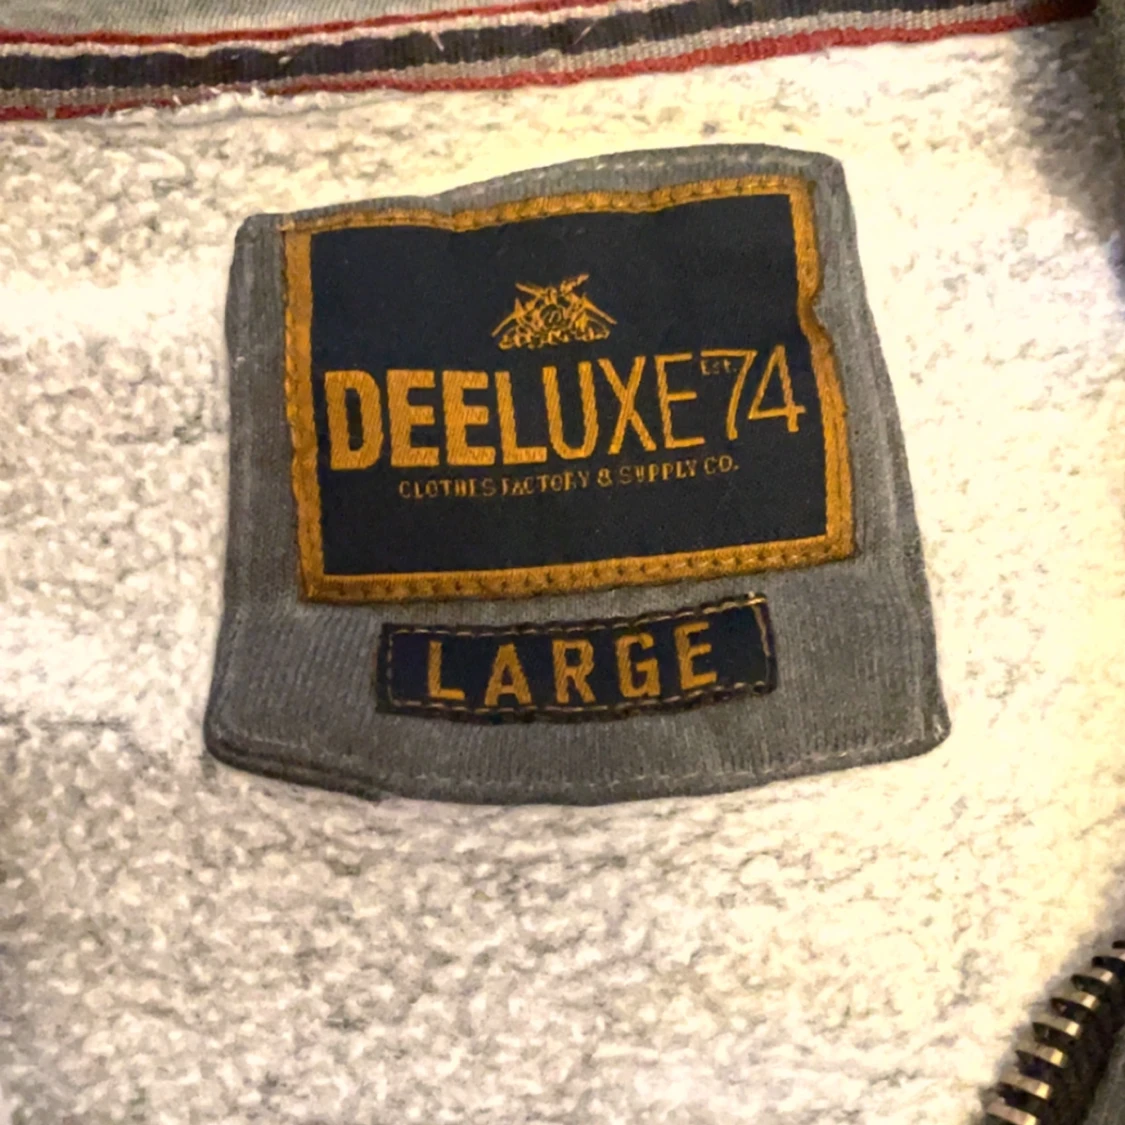 DEELUXE Est. 74
CLOTHES FACTORY & SUPPLY CO.
LARGE